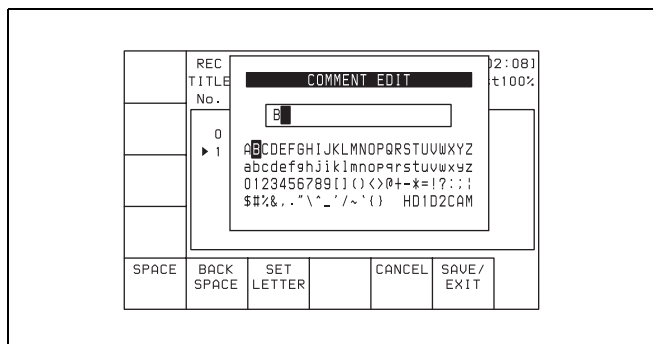 REC 02:08]
TITLE t100%
No.
COMMENT EDIT
B
0
▶ 1
ABCDEFGHIJKLMNOPQRSTUVWXYZ
abcdefghjiklmnopqrstuvwxyz
0123456789[]()<>@+-*=!?:;¦
$#%&,."\^_'/~`{} HD1D2CAM
SPACE
BACK SPACE
SET LETTER
CANCEL
SAVE/ EXIT